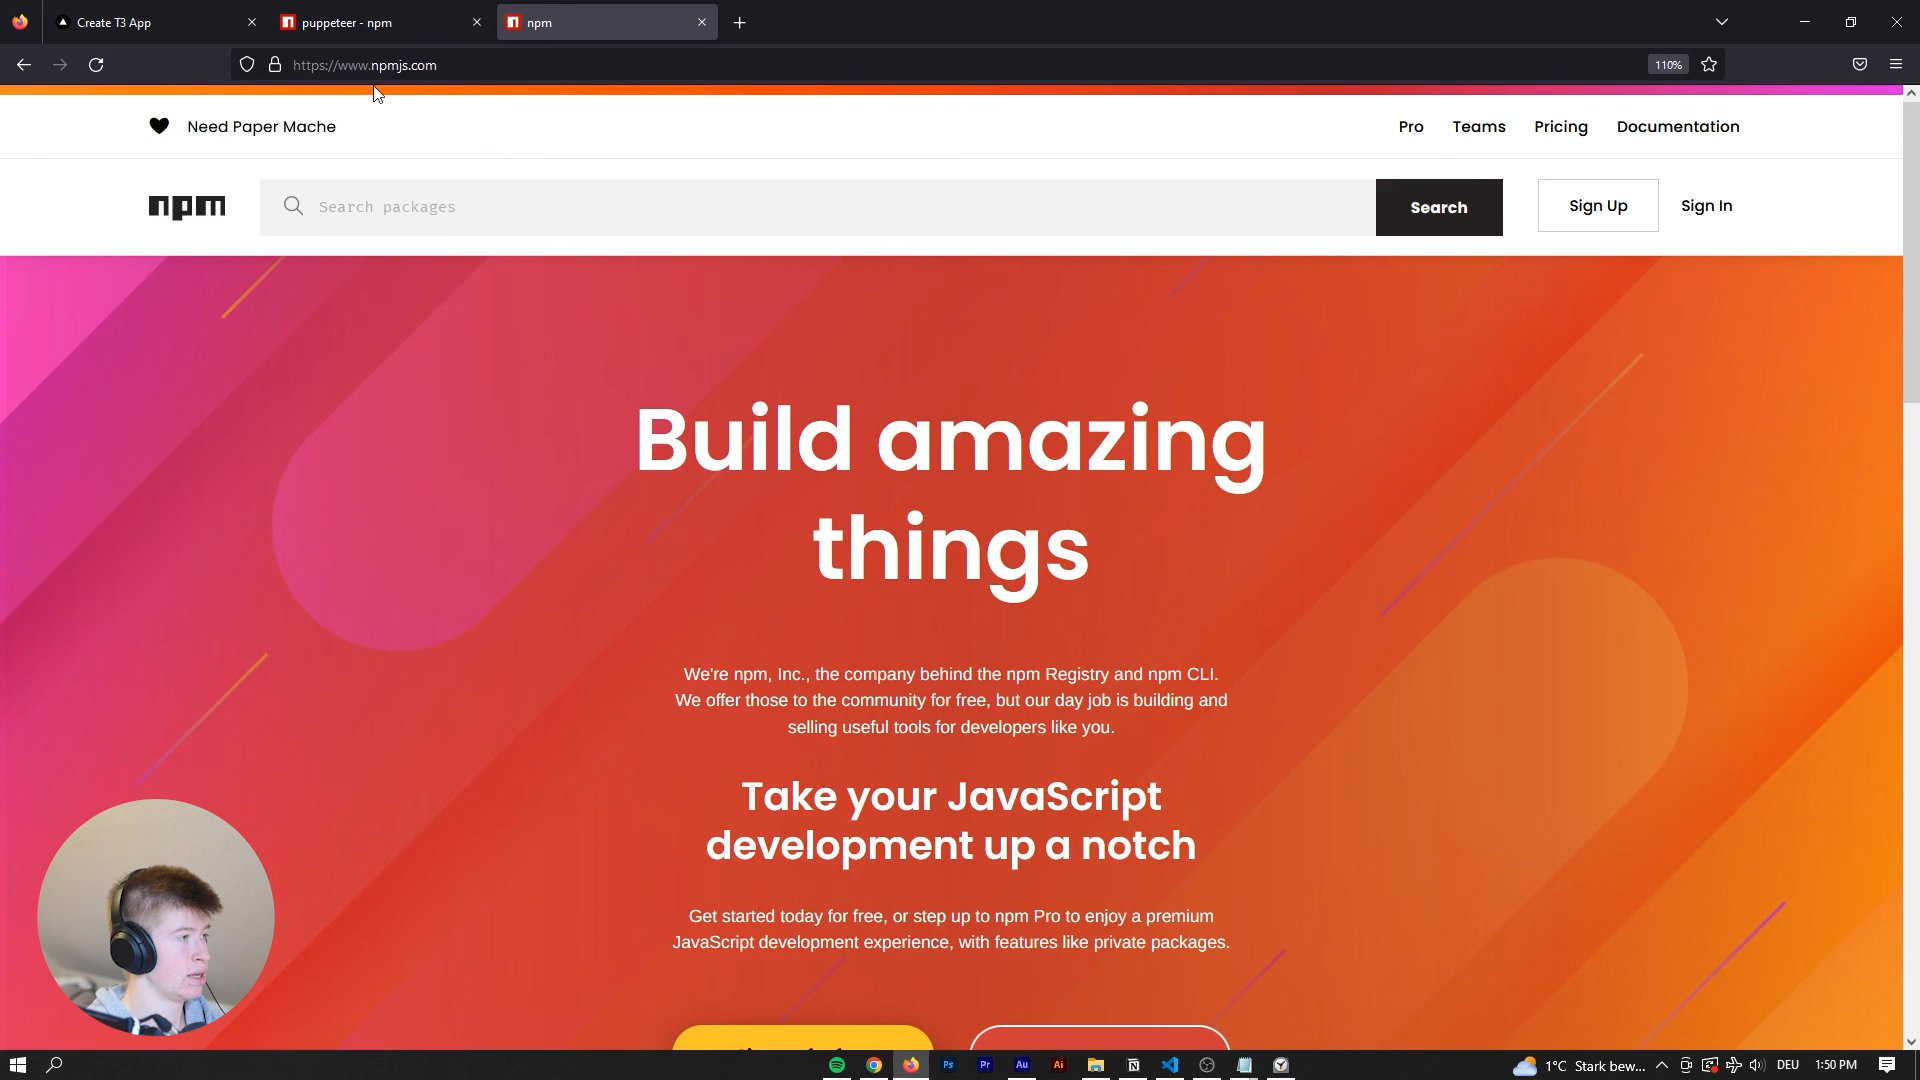 Create T3 App
puppeteer - npm
npm
https://www.npmjs.com
110%
Need Paper Mache
Pro
Teams
Pricing
Documentation
npm
Search packages
Search
Sign Up
Sign In
Build amazing
things
We're npm, Inc., the company behind the npm Registry and npm CLI.
We offer those to the community for free, but our day job is building and
selling useful tools for developers like you.
Take your JavaScript
development up a notch
Get started today for free, or step up to npm Pro to enjoy a premium
JavaScript development experience, with features like private packages.
Ps
Pr
Au
Ai
1°C Stark bew...
DEU
1:50 PM